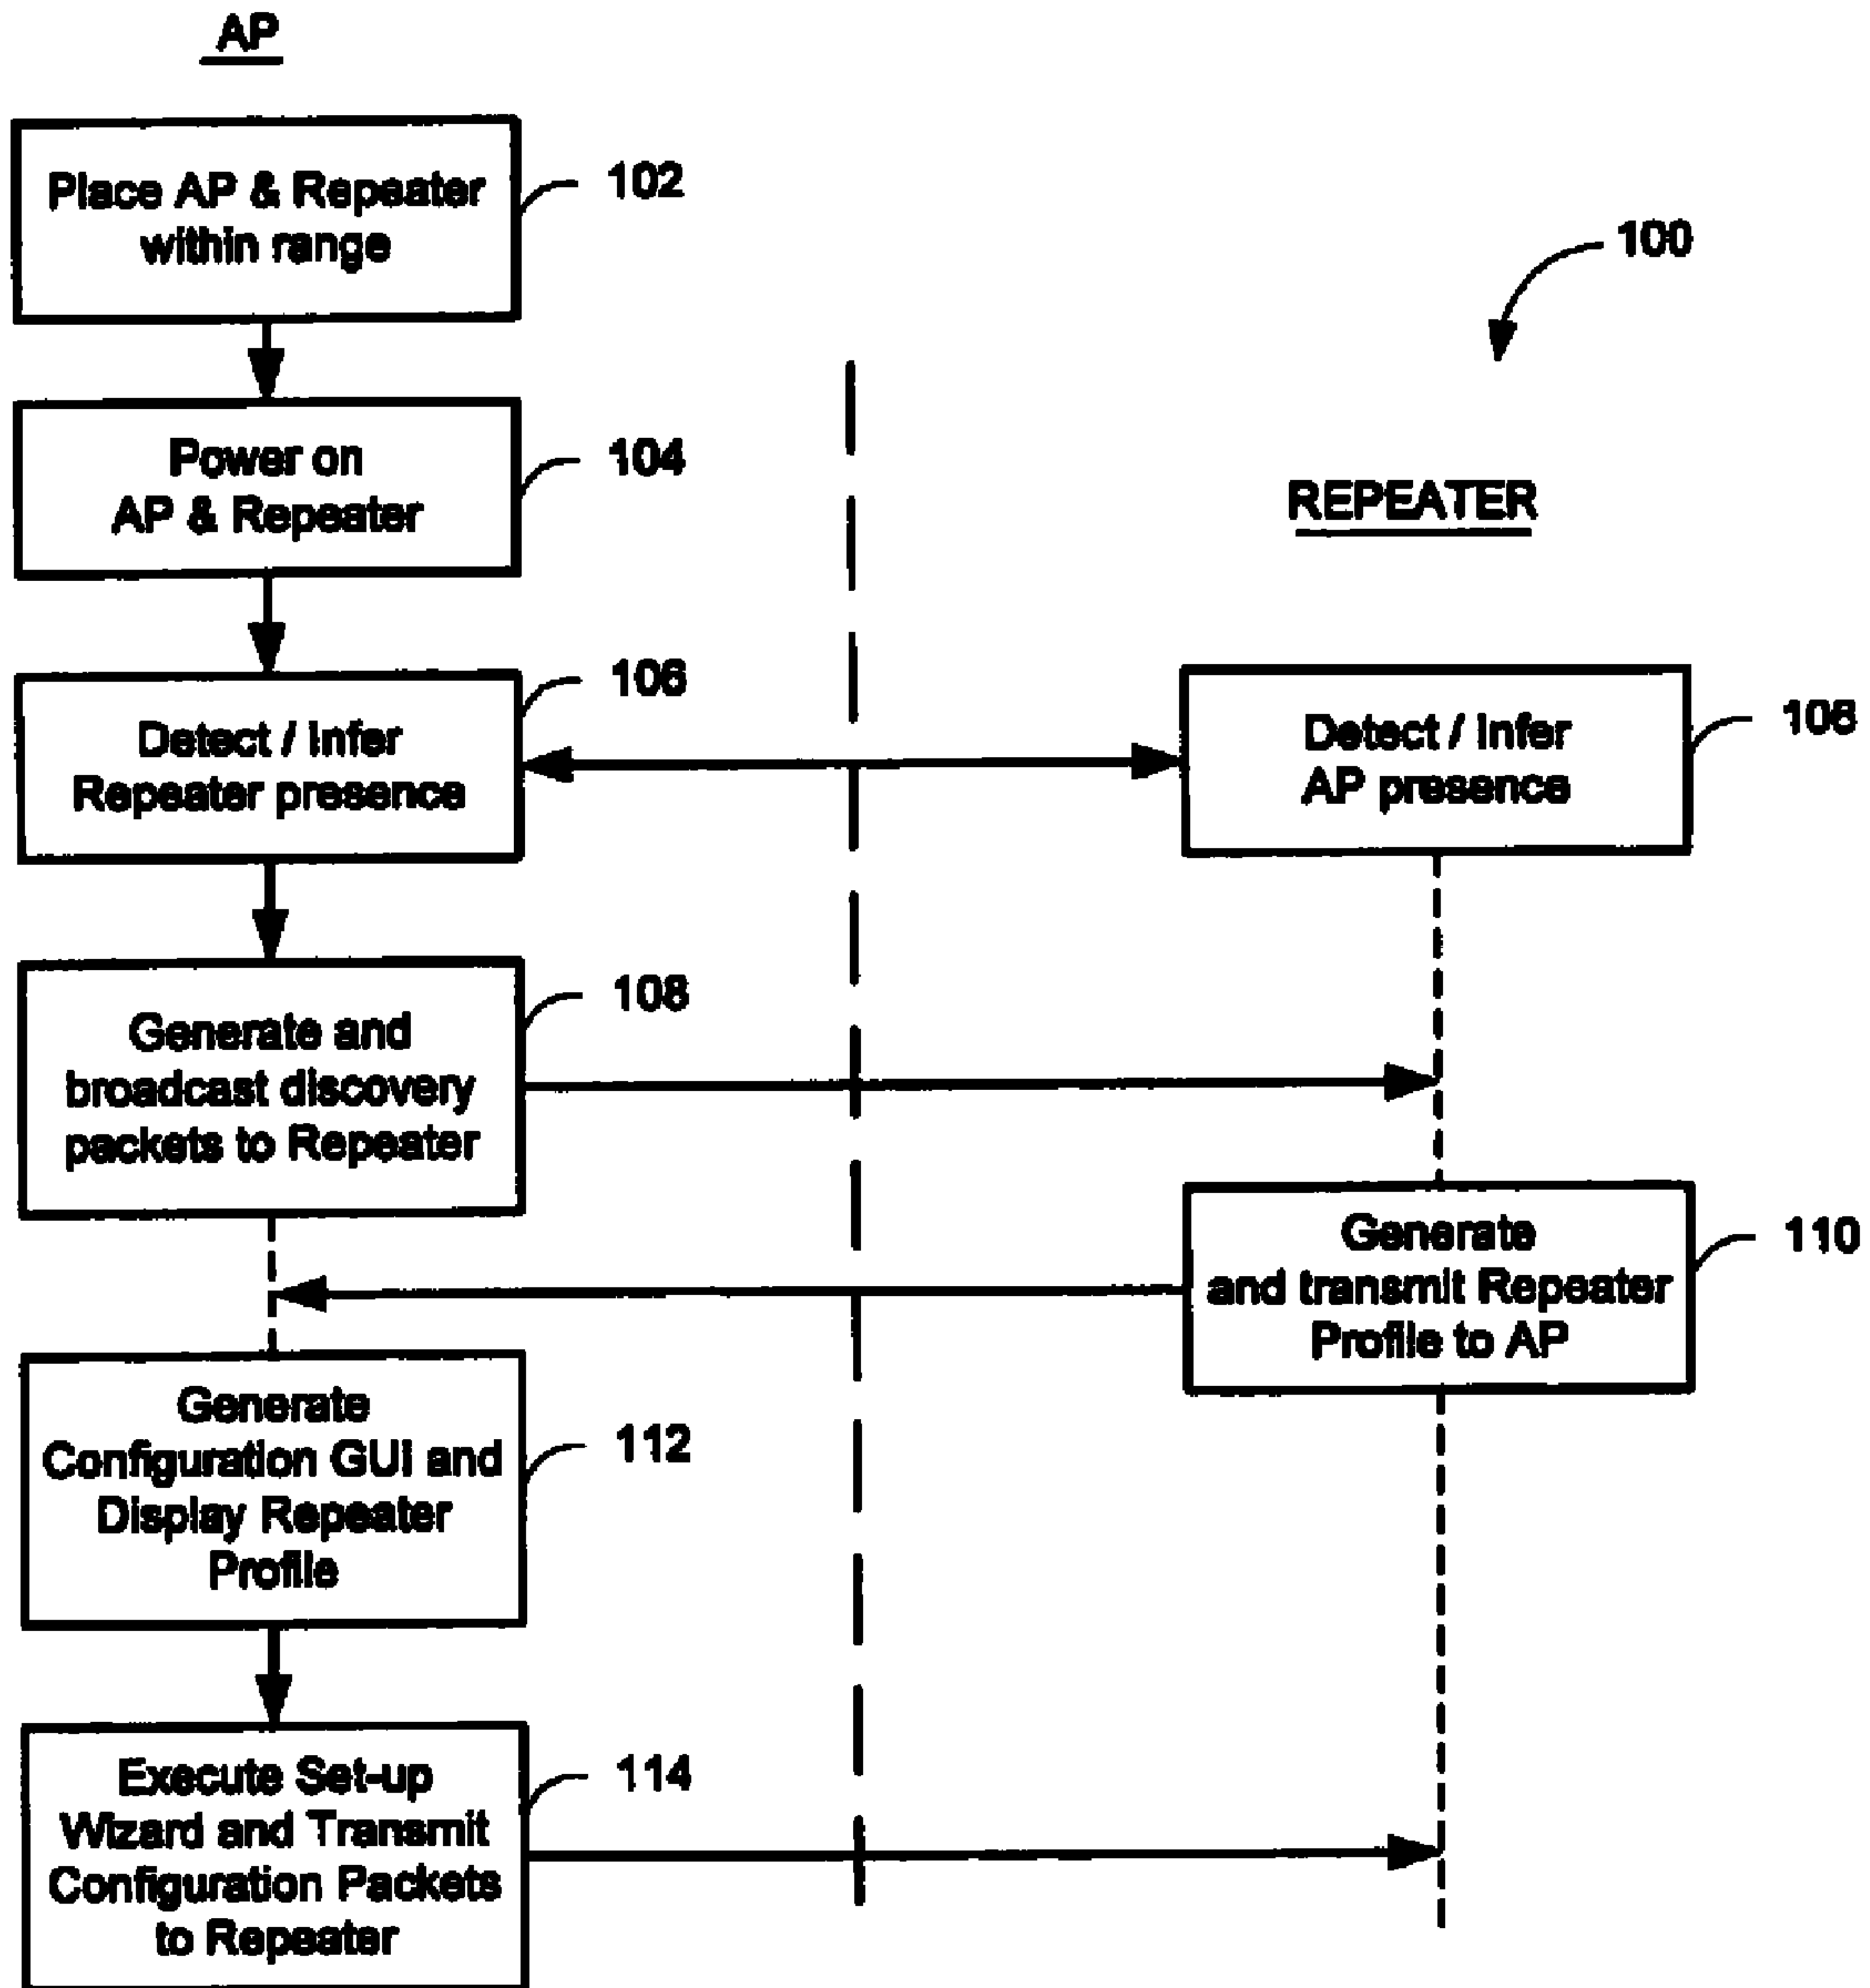 AP
Place AP & Repeater
within range
102
100
Power on
AP & Repeater
104
REPEATER
Detect / Infer
Repeater presence
106
Detect / Infer
AP presence
106
Generate and
broadcast discovery
packets to Repeater
108
Generate
and transmit Repeater
Profile to AP
110
Generate
Configuration GUI and
Display Repeater
Profile
112
Execute Set-up
Wizard and Transmit
Configuration Packets
to Repeater
114